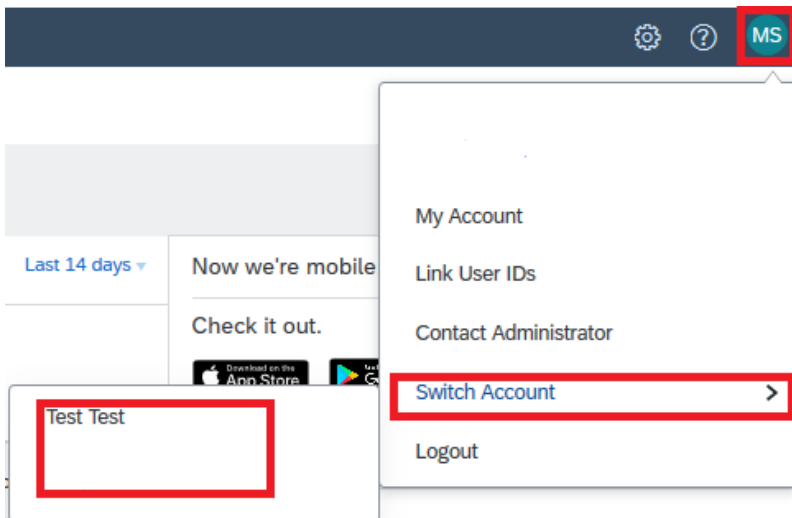 MS
My Account
Last 14 days
Now we're mobile
Link User IDs
Check it out.
Contact Administrator
Download on the
App Store
Switch Account
Test Test
Logout